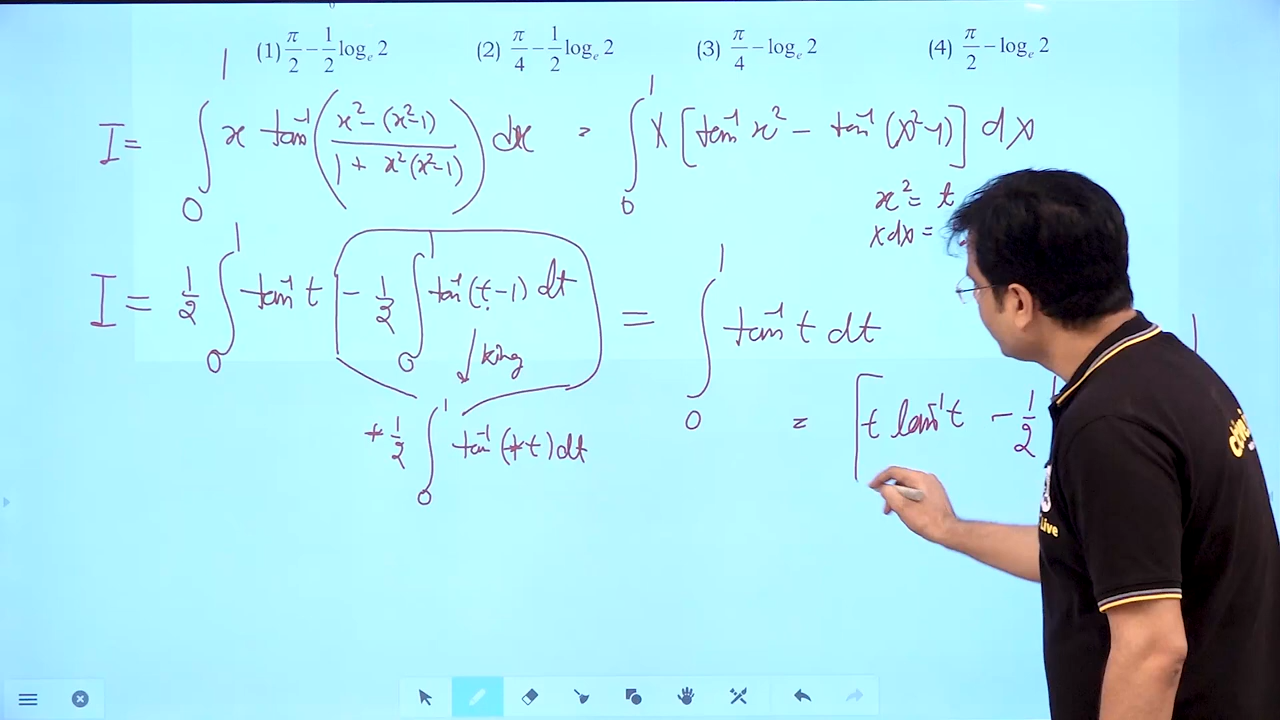 (1) π/2 − 1/2 logₑ 2 (2) π/4 − 1/2 logₑ 2 (3) π/4 − logₑ 2 (4) π/2 − logₑ 2
I = ∫₀¹ x tan⁻¹((x² − (x²−1))/(1 + x²(x²−1))) dx = ∫₀¹ x [tan⁻¹ x² − tan⁻¹ (x²−1)] dx
x² = t
x dx =
I = 1/2 ∫₀¹ tan⁻¹ t − 1/2 ∫₀¹ tan⁻¹ (t−1) dt = ∫₀¹ tan⁻¹ t dt
↓ King
+ 1/2 ∫₀¹ tan⁻¹ (+t) dt
= [t tan⁻¹ t − 1/2
Live